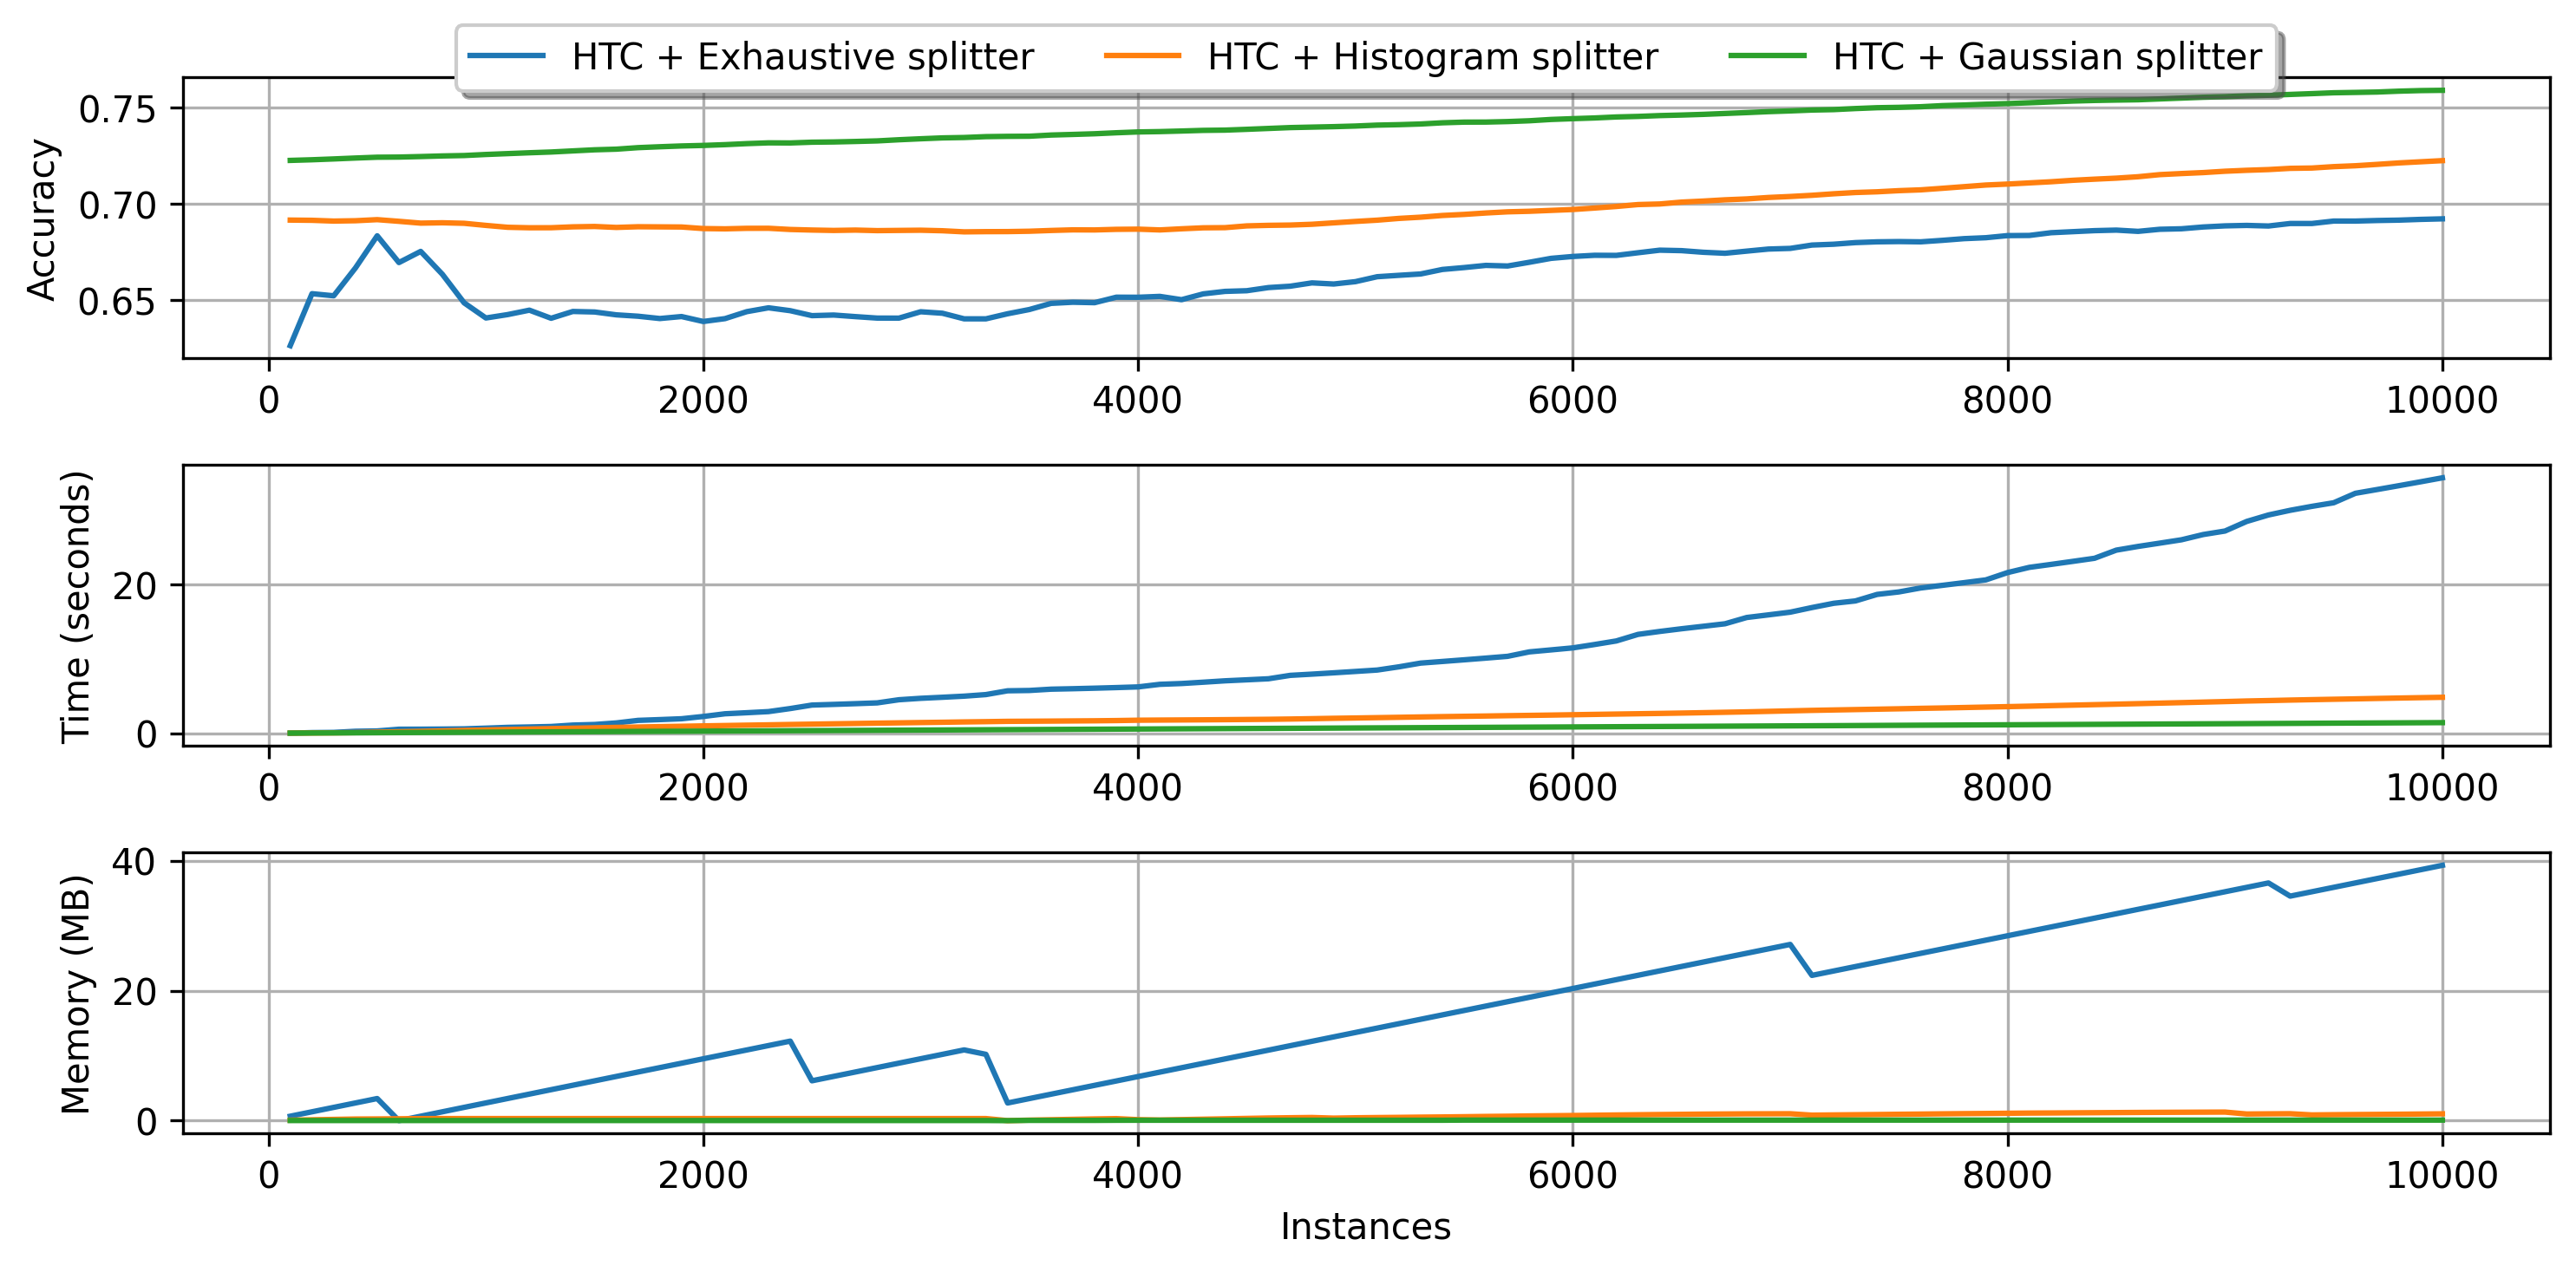 HTC + Exhaustive splitter HTC + Histogram splitter HTC + Gaussian splitter
Accuracy
0.75
0.70
0.65
0 2000 4000 6000 8000 10000
Time (seconds)
20
0
0 2000 4000 6000 8000 10000
Memory (MB)
40
20
0
0 2000 4000 6000 8000 10000
Instances